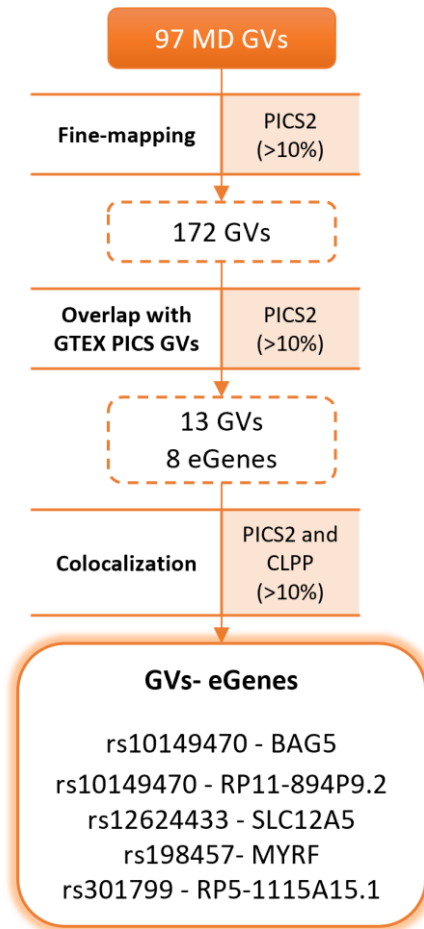 97 MD GVs
Fine-mapping
PICS2
(>10%)
172 GVs
Overlap with
GTEX PICS GVs
PICS2
(>10%)
13 GVs
8 eGenes
Colocalization
PICS2 and
CLPP
(>10%)
GVs- eGenes
rs10149470 - BAG5
rs10149470 - RP11-894P9.2
rs12624433 - SLC12A5
rs198457- MYRF
rs301799 - RP5-1115A15.1